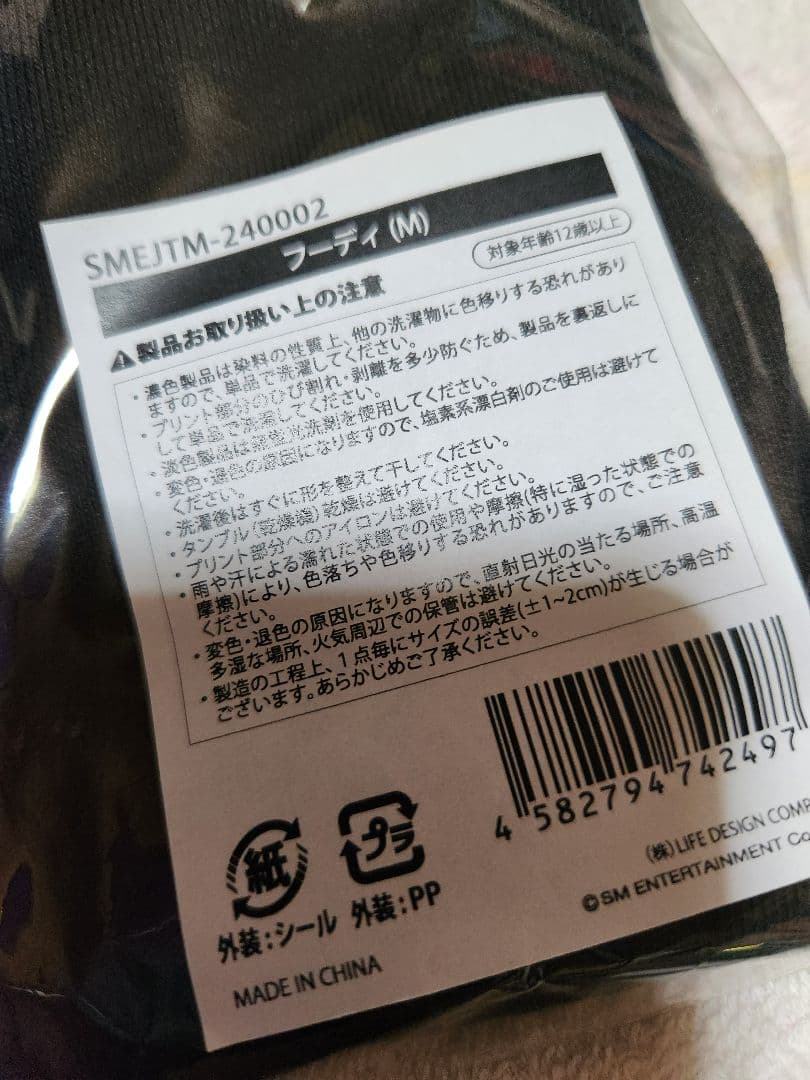 SMEJTM-240002
フーディ(M)
対象年齢12歳以上
⚠製品お取り扱い上の注意
・濃色製品は染料の性質上、他の洗濯物に色移りする恐れがあり
ますので、単品で洗濯してください。
・プリント部分のひび割れ・剥離を多少防ぐため、製品を裏返しに
して単品で洗濯してください。
・淡色製品は無蛍光洗剤を使用してください。
・変色・退色の原因になりますので、塩素系漂白剤のご使用は避けて
ください。
・洗濯後はすぐに形を整えて干してください。
・タンブル(乾燥機)乾燥は避けてください。
・プリント部分へのアイロンは避けてください。
・雨や汗による濡れた状態での使用や摩擦(特に湿った状態での
摩擦)により、色落ちや色移りする恐れがありますので、ご注意
ください。
・変色・退色の原因になりますので、直射日光の当たる場所、高温
多湿な場所、火気周辺での保管は避けてください。
・製造の工程上、1点毎にサイズの誤差(±1~2cm)が生じる場合が
ございます。あらかじめご了承ください。
4 582794 742497
紙
プラ
外装:シール 外装:PP
(株)LIFE DESIGN COMP
©SM ENTERTAINMENT Co
MADE IN CHINA